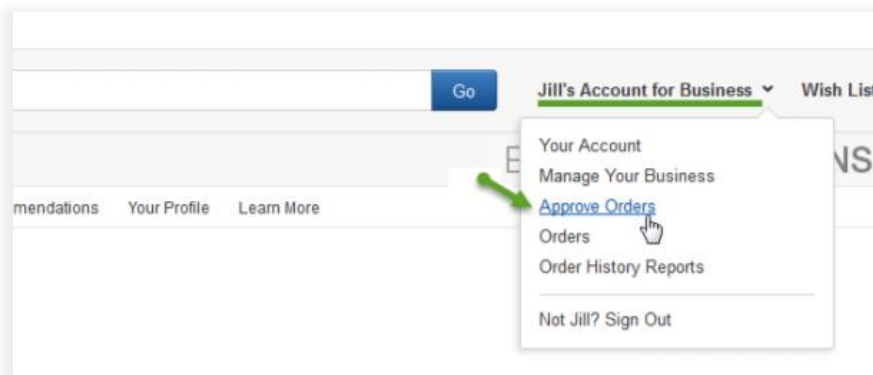 Go
Jill's Account for Business
Wish List
Your Account
Manage Your Business
Approve Orders
Orders
Order History Reports
Not Jill? Sign Out
mendations
Your Profile
Learn More
E
NS